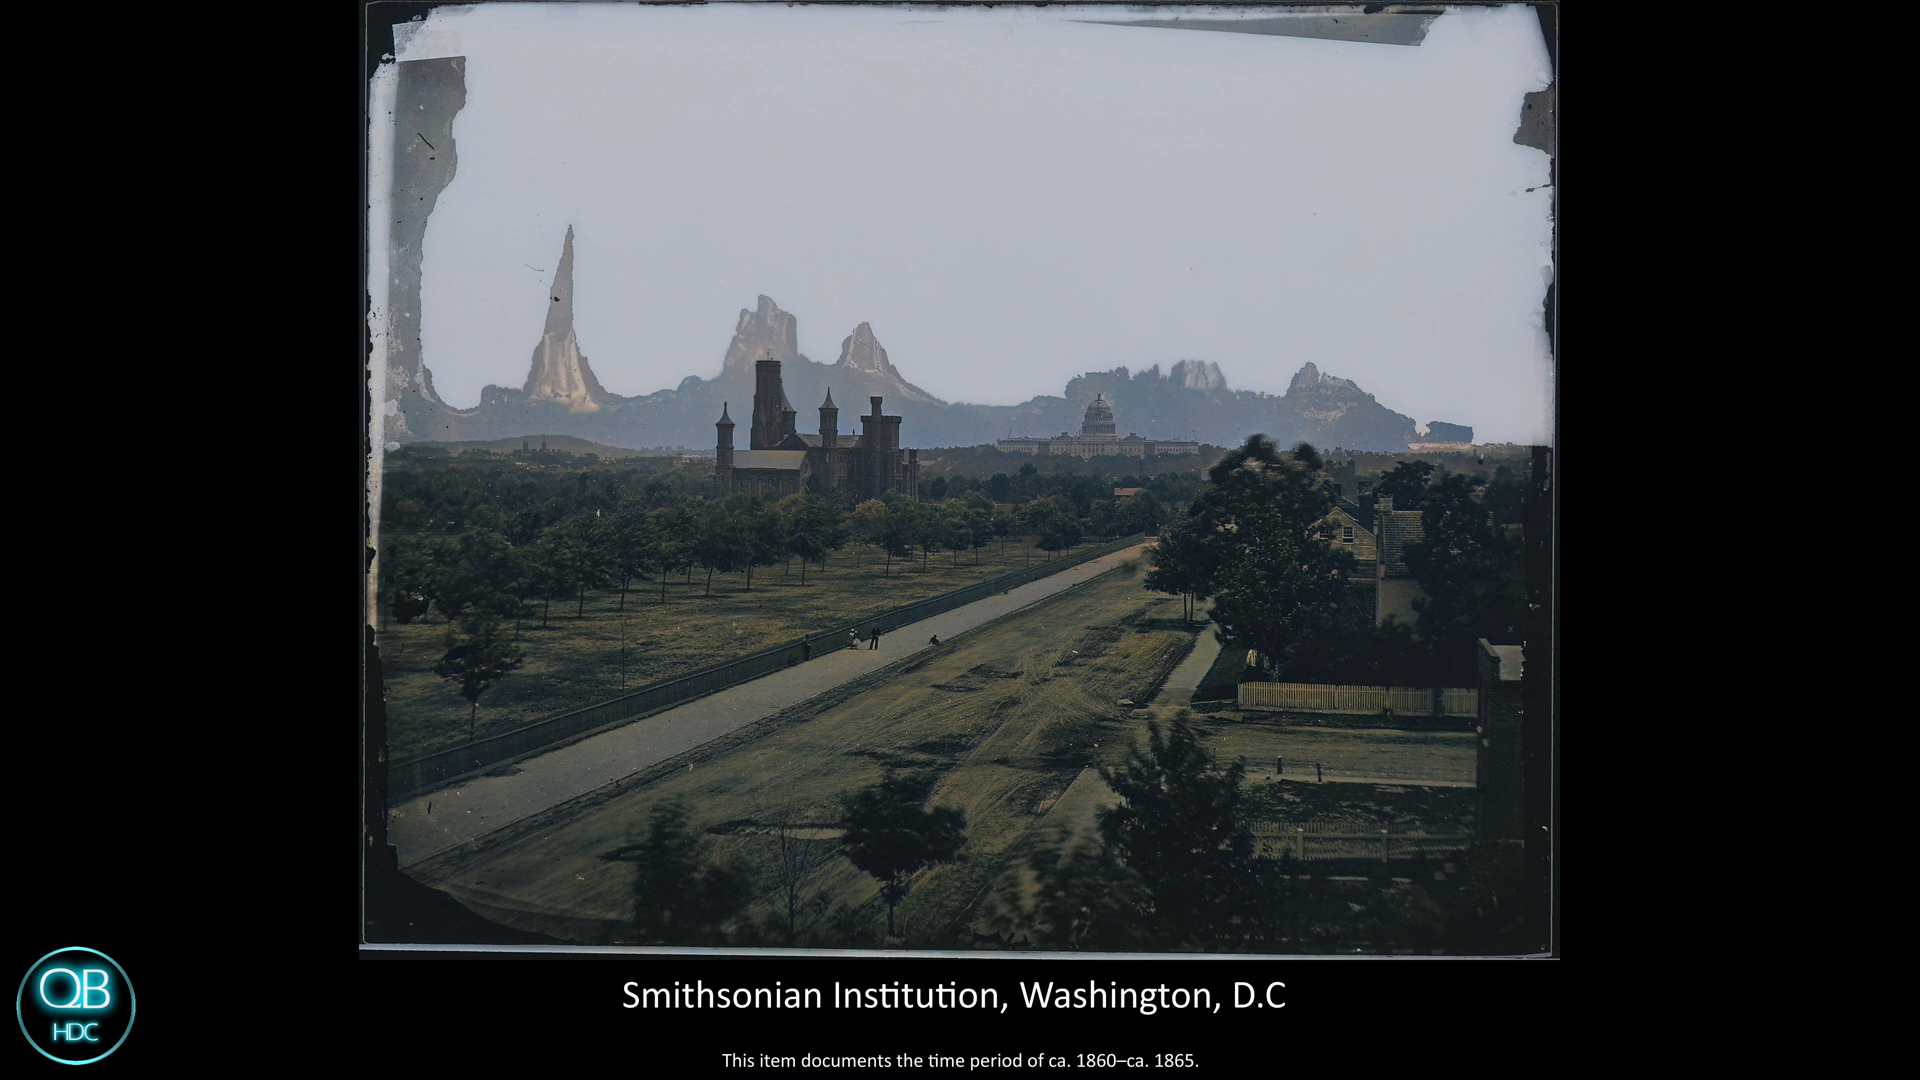 Smithsonian Institution, Washington, D.C
QB
HDC
This item documents the time period of ca. 1860–ca. 1865.